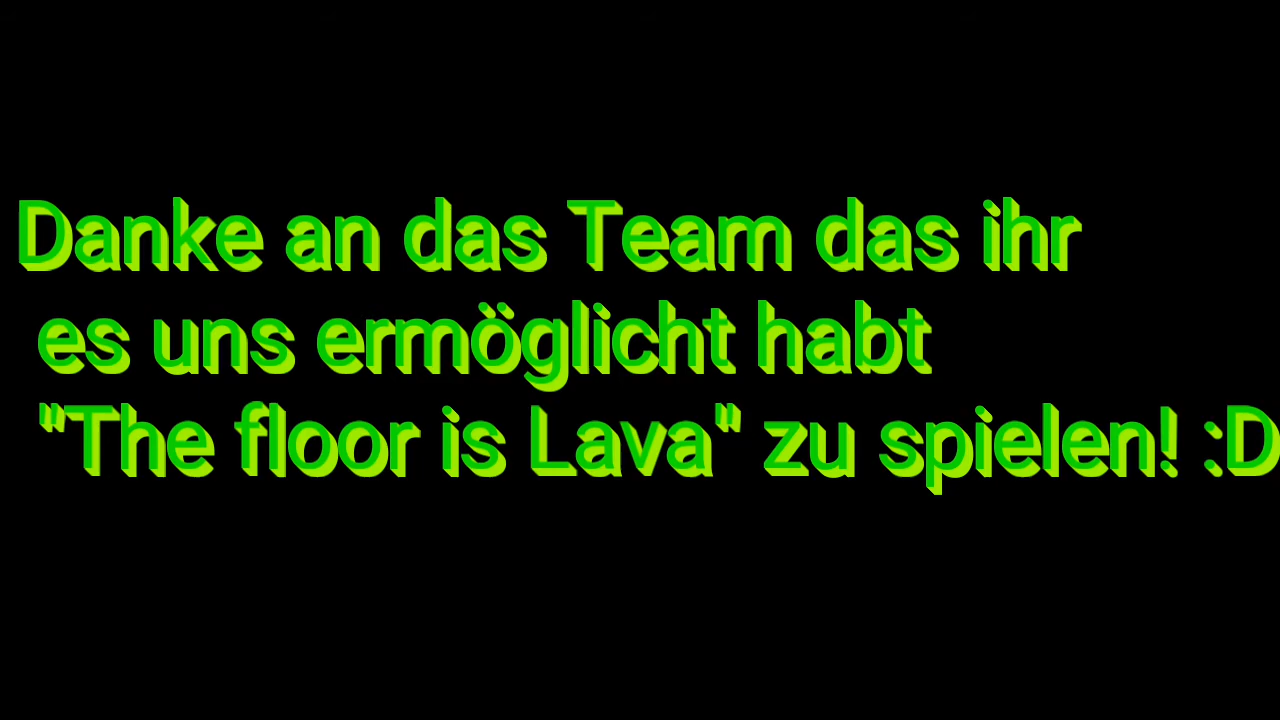 Danke an das Team das ihr
es uns ermöglicht habt
"The floor is Lava" zu spielen! :D